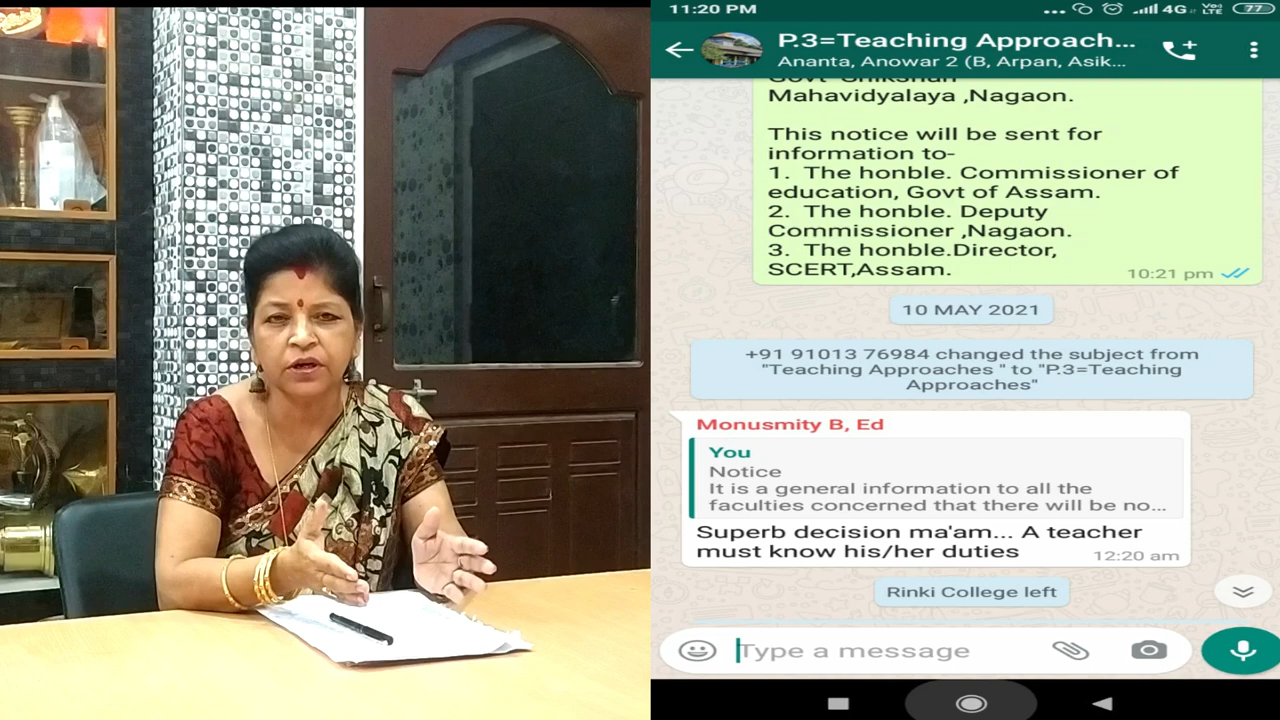 11:20 PM
4G
Vo) LTE
77
P.3=Teaching Approach...
Ananta, Anowar 2 (B, Arpan, Asik...
Govt Shikshan
Mahavidyalaya ,Nagaon.
This notice will be sent for
information to-
1. The honble. Commissioner of
education, Govt of Assam.
2. The honble. Deputy
Commissioner ,Nagaon.
3. The honble.Director,
SCERT,Assam.
10:21 pm
10 MAY 2021
+91 91013 76984 changed the subject from
"Teaching Approaches " to "P.3=Teaching
Approaches"
Monusmity B, Ed
You
Notice
It is a general information to all the
faculties concerned that there will be no...
Superb decision ma'am... A teacher
must know his/her duties
12:20 am
Rinki College left
Type a message